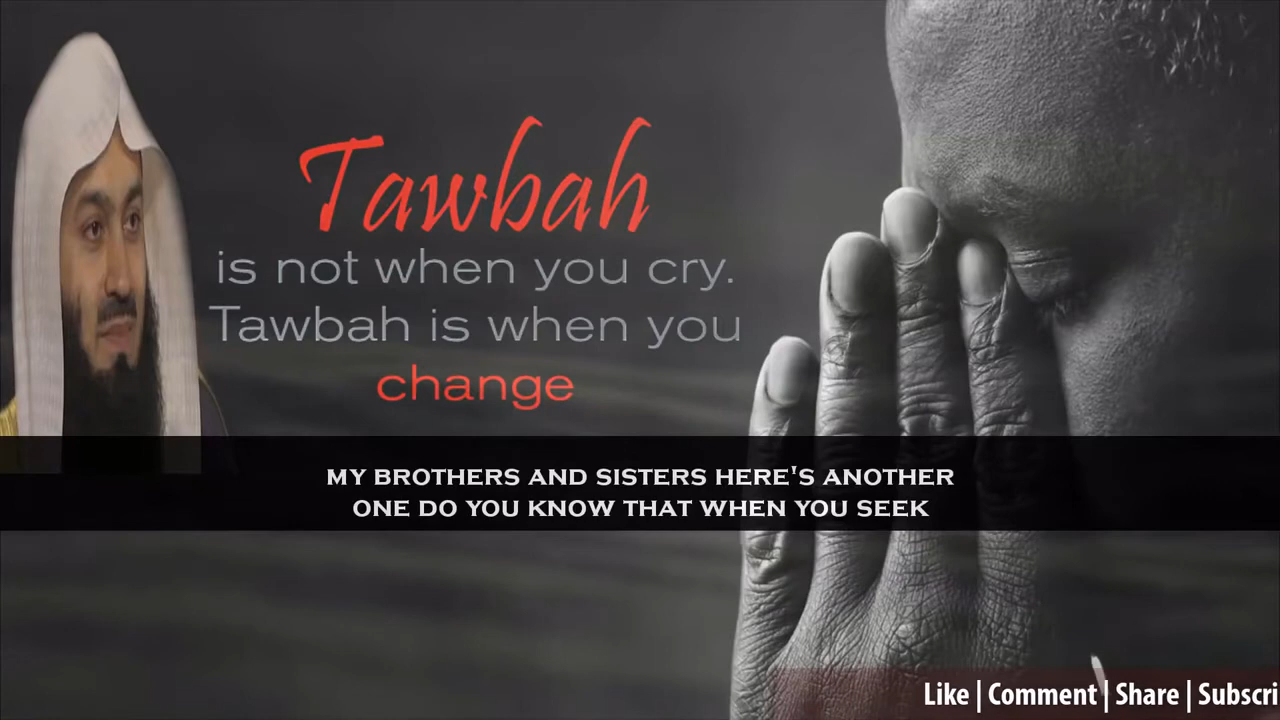 Tawbah
is not when you cry.
Tawbah is when you
change
MY BROTHERS AND SISTERS HERE'S ANOTHER
ONE DO YOU KNOW THAT WHEN YOU SEEK
Like | Comment | Share | Subscri